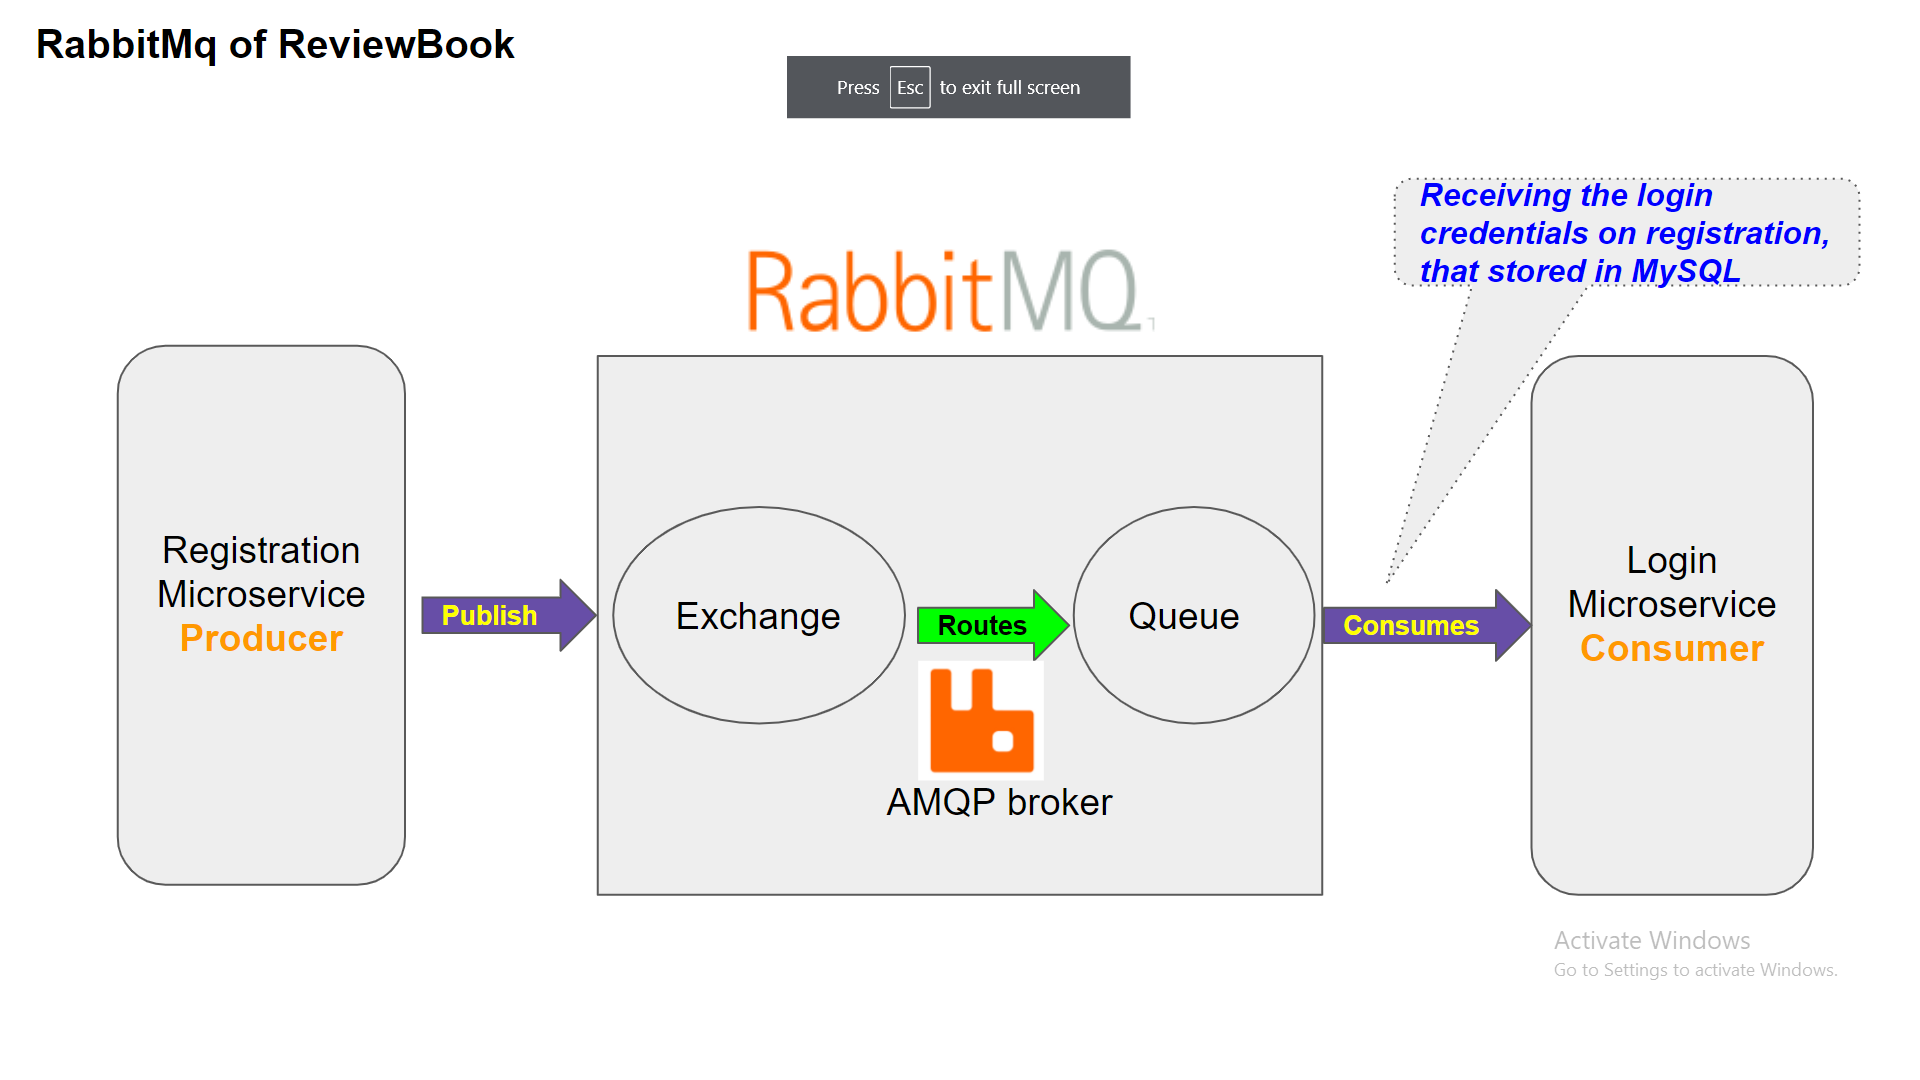 RabbitMq of ReviewBook
Press Esc to exit full screen
Receiving the login
credentials on registration,
that stored in MySQL
RabbitMQ
Registration
Microservice
Producer
Publish
Exchange
Routes
Queue
Consumes
Login
Microservice
Consumer
AMQP broker
Activate Windows
Go to Settings to activate Windows.